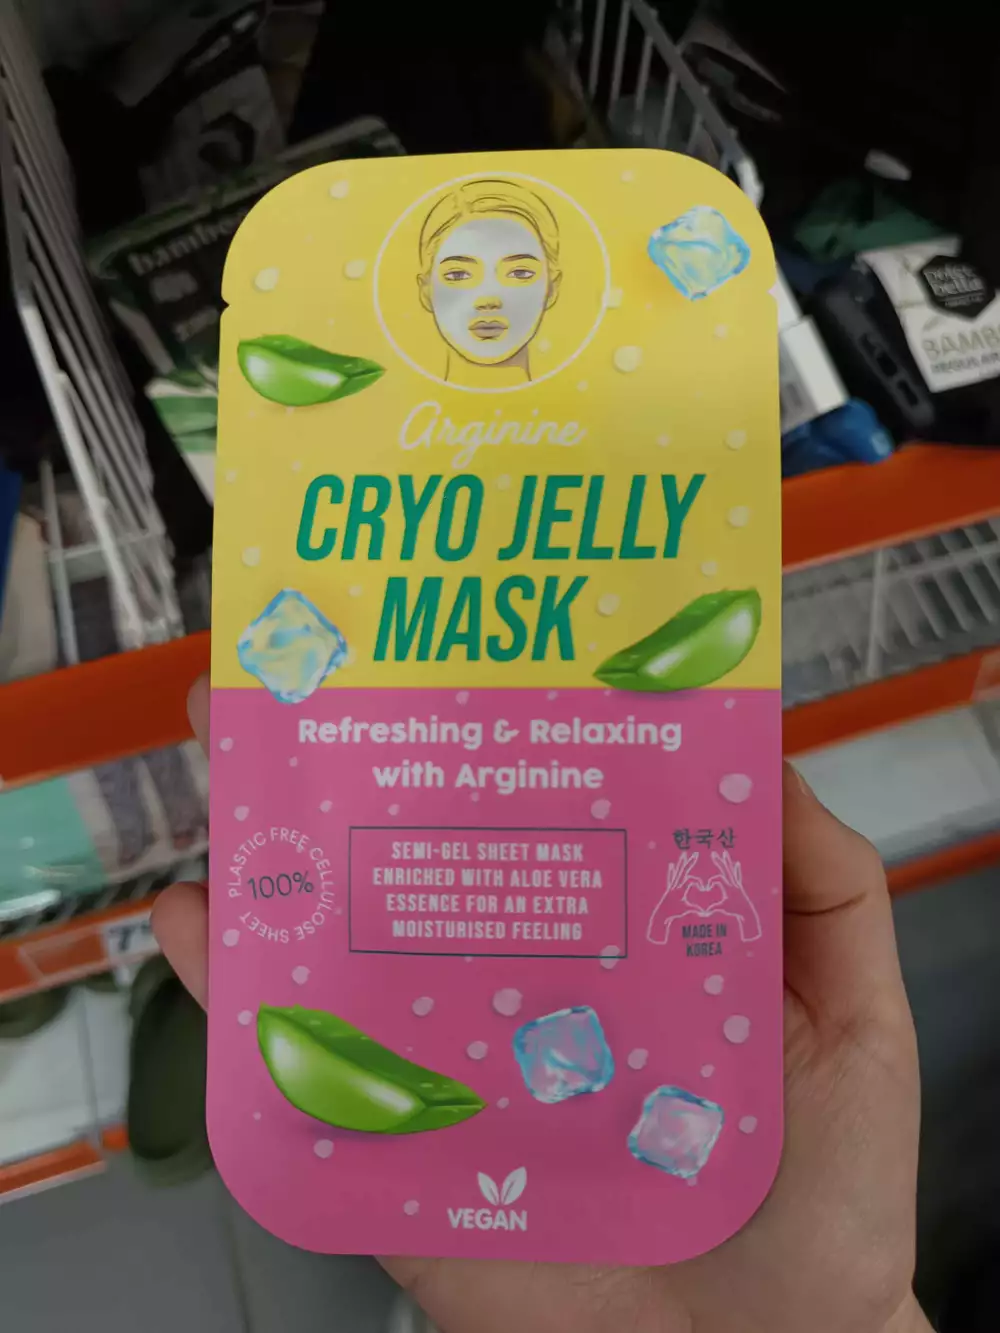 Arginine
CRYO JELLY
MASK
Refreshing & Relaxing
with Arginine
PLASTIC FREE CELLULOSE SHEET
100%
SEMI-GEL SHEET MASK
ENRICHED WITH ALOE VERA
ESSENCE FOR AN EXTRA
MOISTURISED FEELING
한국산
MADE IN
KOREA
VEGAN